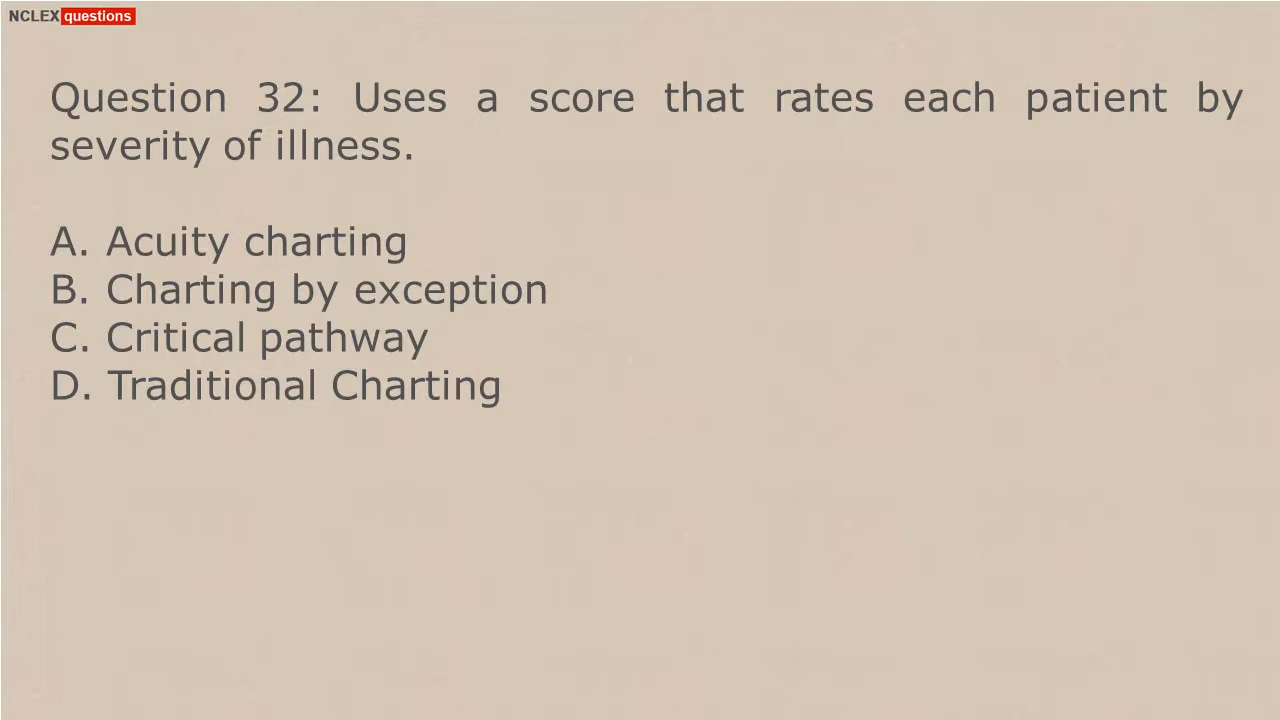 NCLEX questions
Question 32: Uses a score that rates each patient by
severity of illness.
A. Acuity charting
B. Charting by exception
C. Critical pathway
D. Traditional Charting